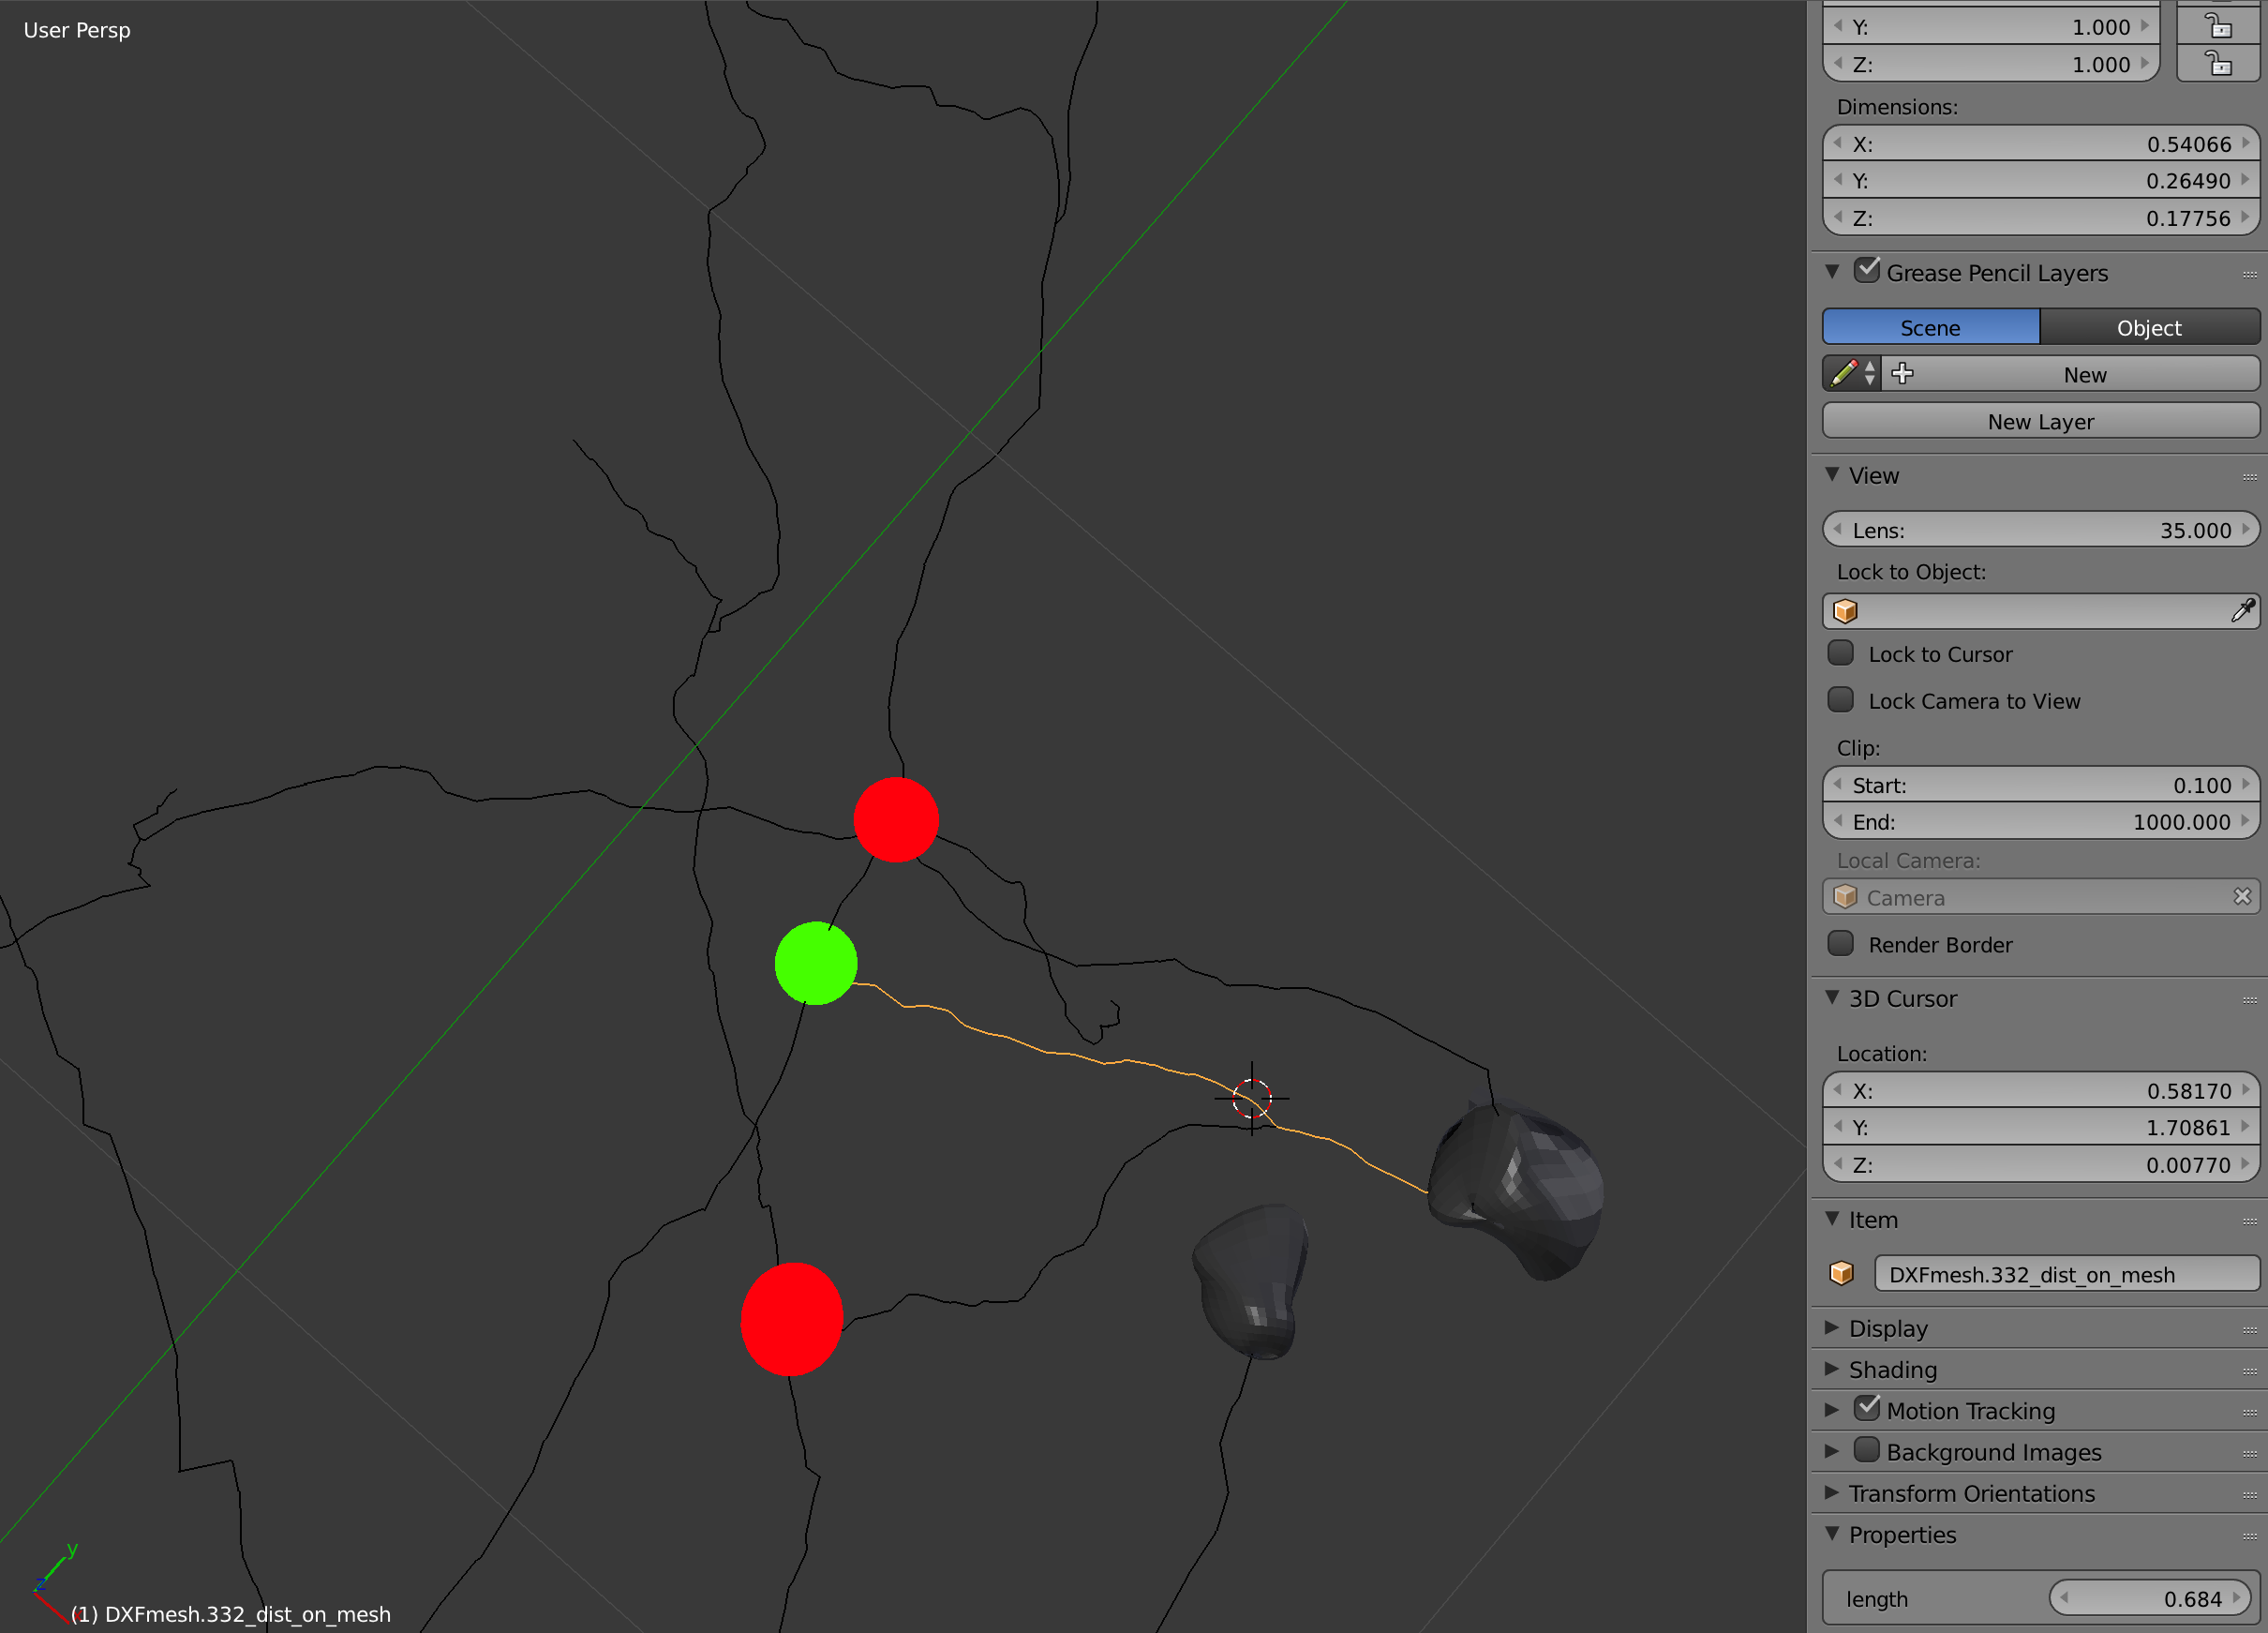 User Persp
Y: 1.000
Z: 1.000
Dimensions:
X: 0.54066
Y: 0.26490
Z: 0.17756
Grease Pencil Layers
Scene Object
New
New Layer
View
Lens: 35.000
Lock to Object:
Lock to Cursor
Lock Camera to View
Clip:
Start: 0.100
End: 1000.000
Local Camera:
Camera
Render Border
3D Cursor
Location:
X: 0.58170
Y: 1.70861
Z: 0.00770
Item
DXFmesh.332_dist_on_mesh
Display
Shading
Motion Tracking
Background Images
Transform Orientations
Properties
length 0.684
y
z
(1) DXFmesh.332_dist_on_mesh